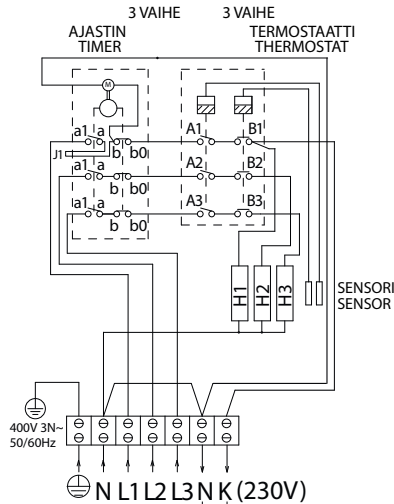 3 VAIHE 3 VAIHE
AJASTIN
TIMER
TERMOSTAATTI
THERMOSTAT
M
a1 a
J1
b b0
A1 B1
a1 a
b b0
A2 B2
a1 a
b b0
A3 B3
H1 H2 H3
SENSORI
SENSOR
400V 3N~
50/60Hz
N L1 L2 L3 N K (230V)